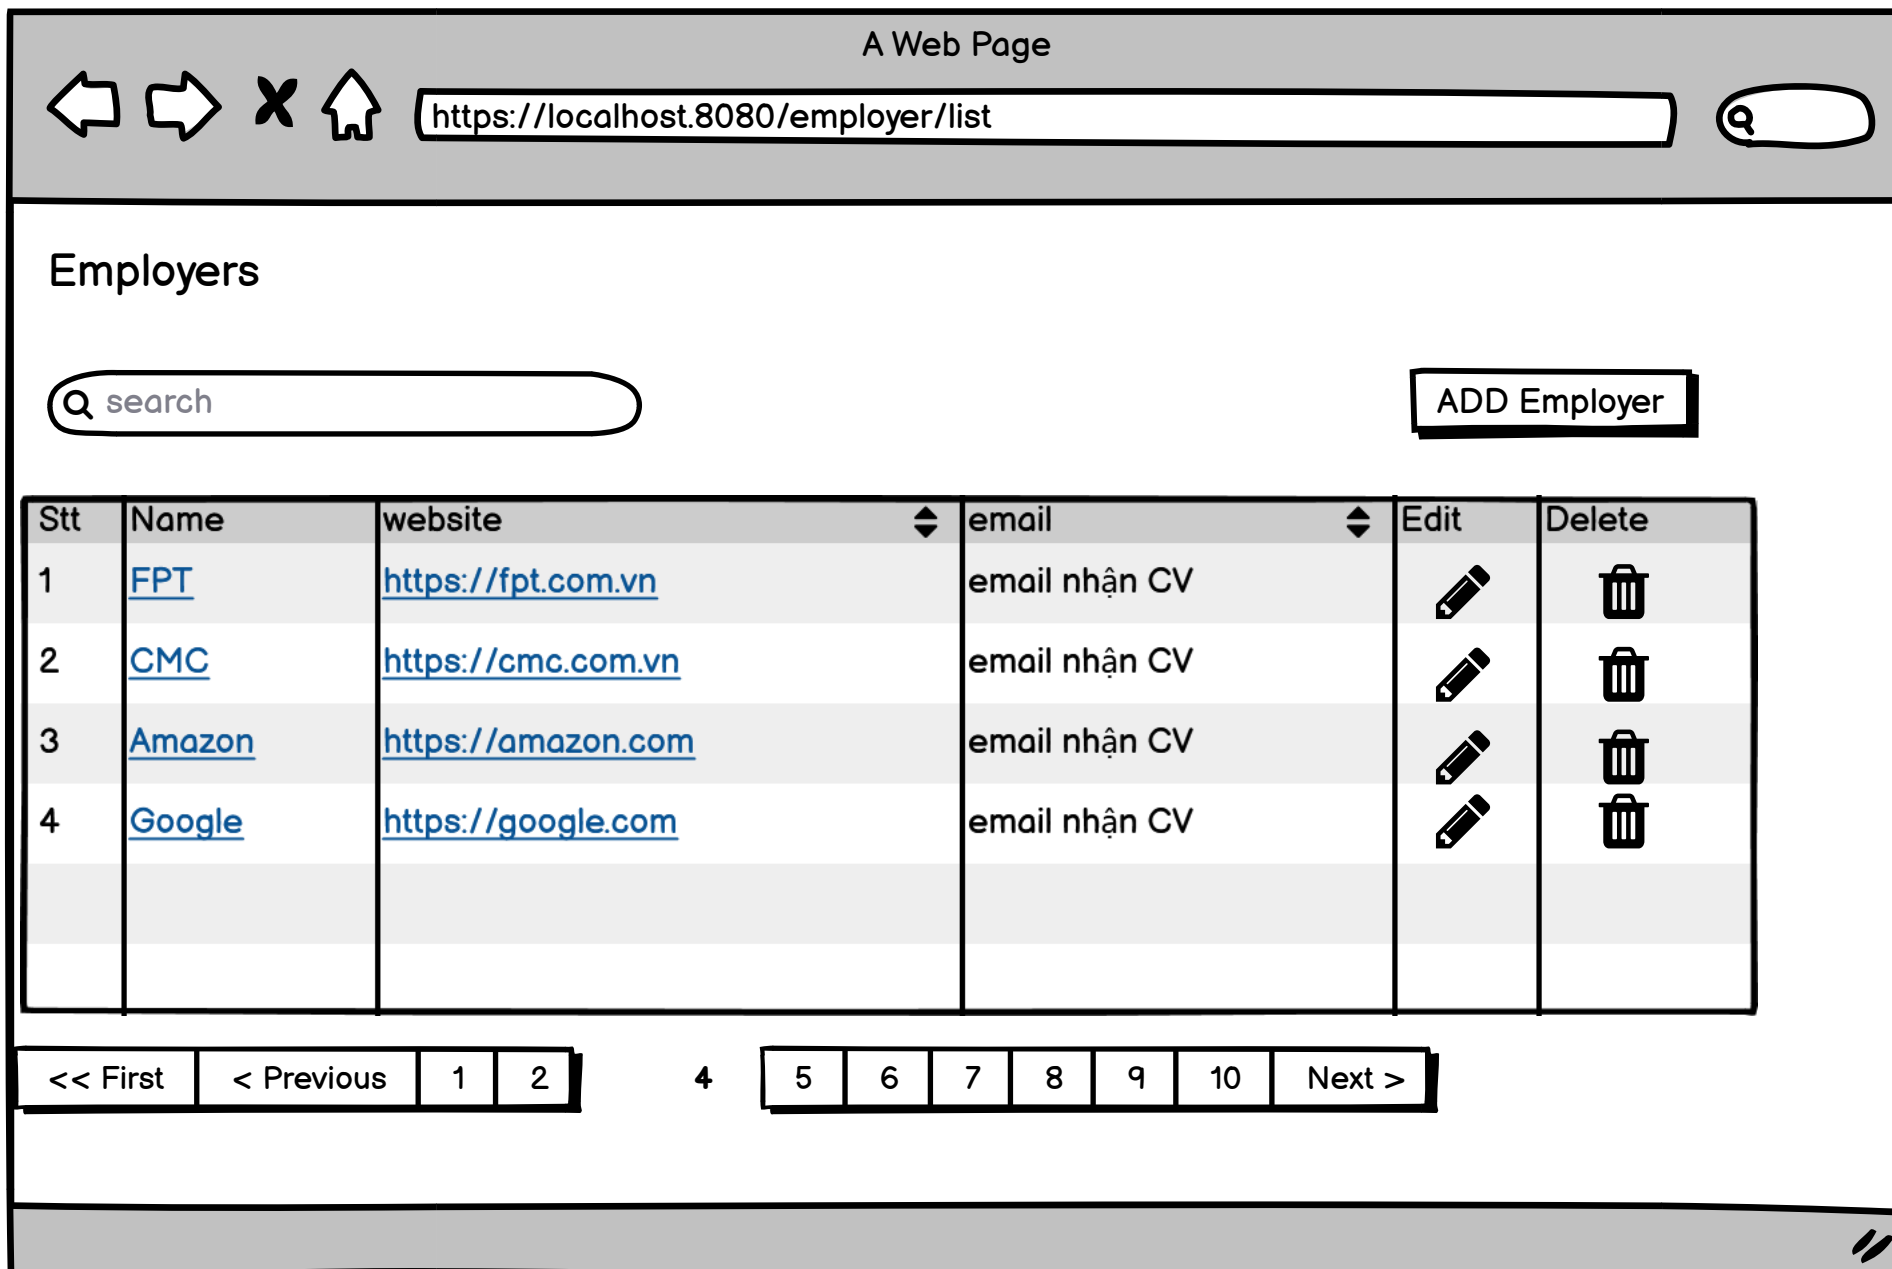 A Web Page
https://localhost.8080/employer/list
Employers
search
ADD Employer
Stt Name website email Edit Delete
1 FPT https://fpt.com.vn email nhận CV
2 CMC https://cmc.com.vn email nhận CV
3 Amazon https://amazon.com email nhận CV
4 Google https://google.com email nhận CV
<< First < Previous 1 2 4 5 6 7 8 9 10 Next >